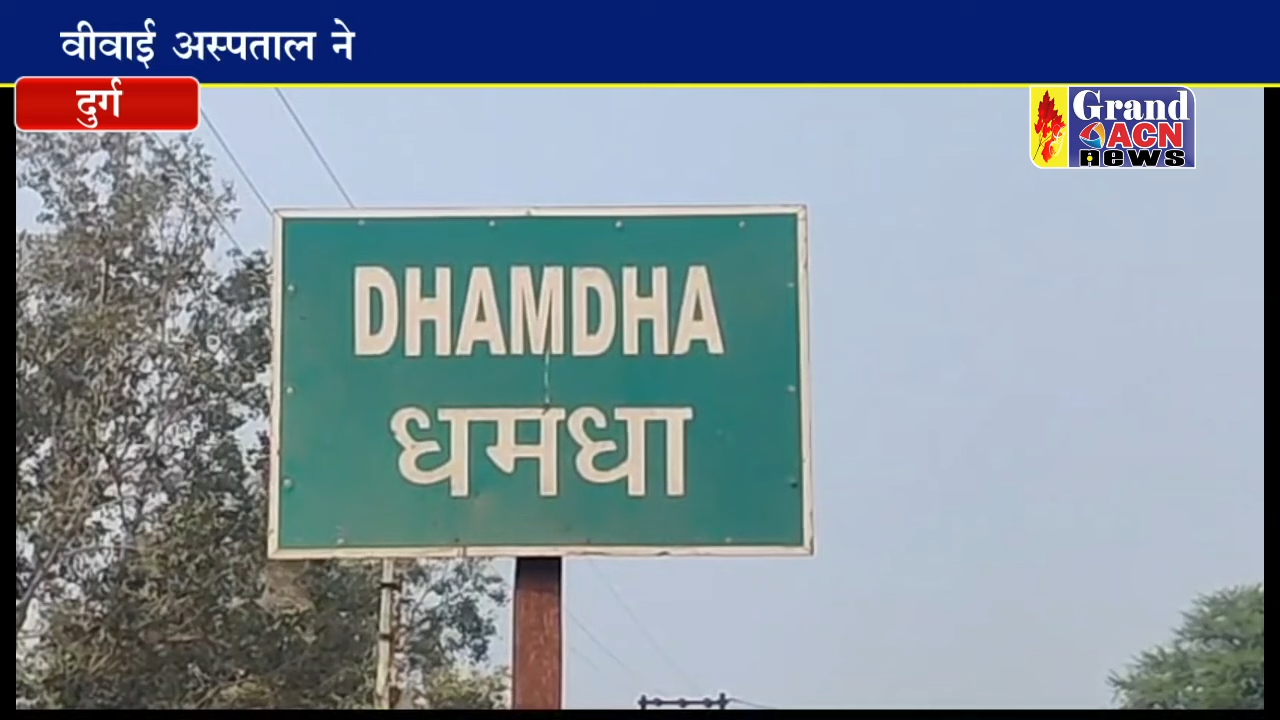 वीवाई अस्पताल ने
दुर्ग
Grand
ACN
news
DHAMDHA
धमधा